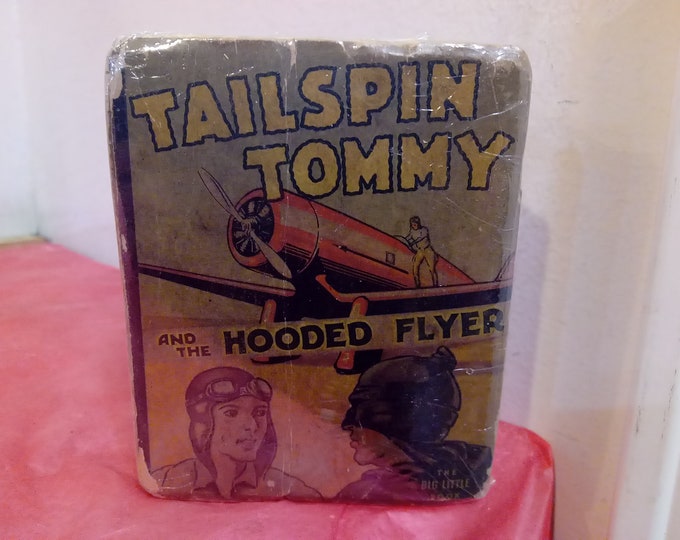 TAILSPIN
TOMMY
AND THE HOODED FLYER
THE
BIG LITTLE
BOOK